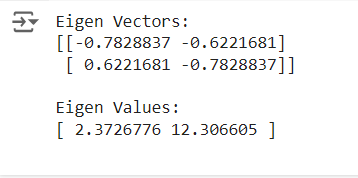 Eigen Vectors:
[[-0.7828837 -0.6221681]
 [ 0.6221681 -0.7828837]]

Eigen Values:
[ 2.3726776 12.306605 ]